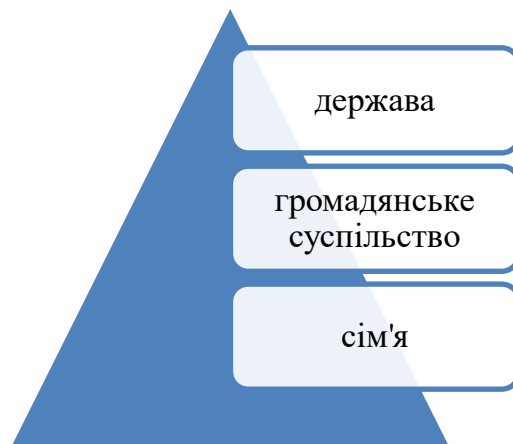 держава
громадянське
суспільство
сім'я